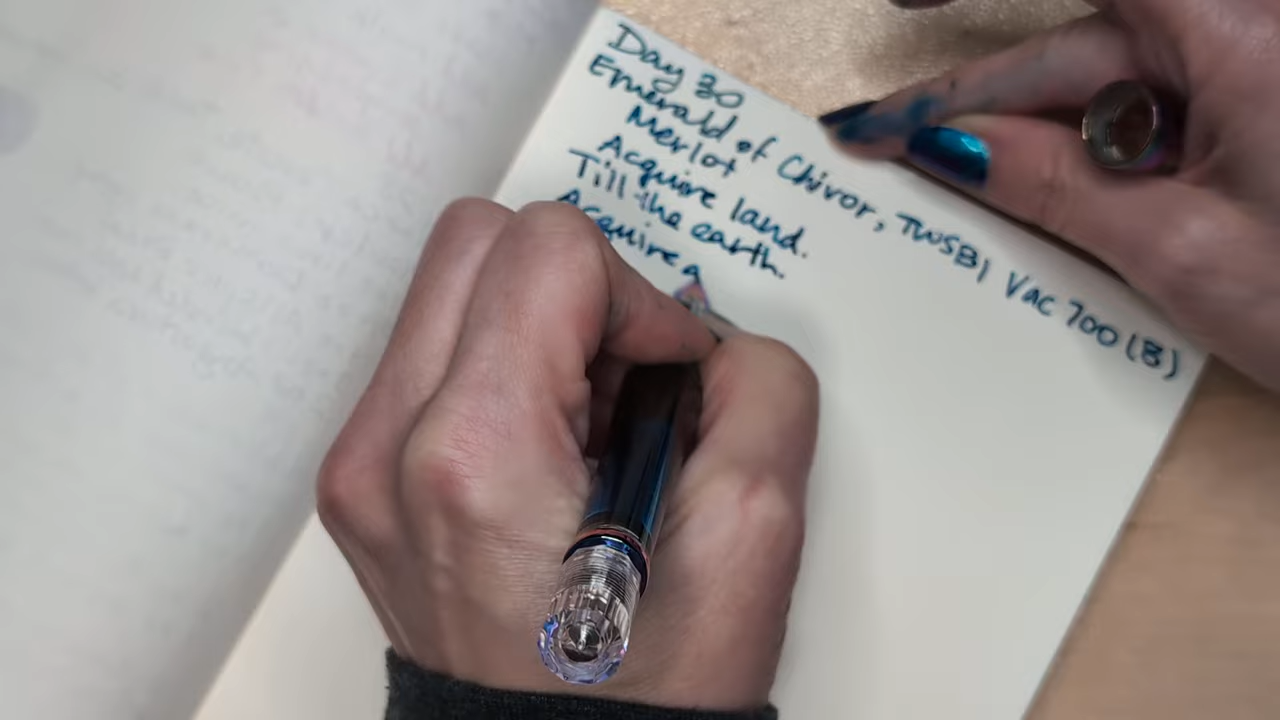 Day 30
Emerald of Chivor, TWSBI Vac 700 (B)
Merlot
Acquire land.
Till the earth.
Acquire a